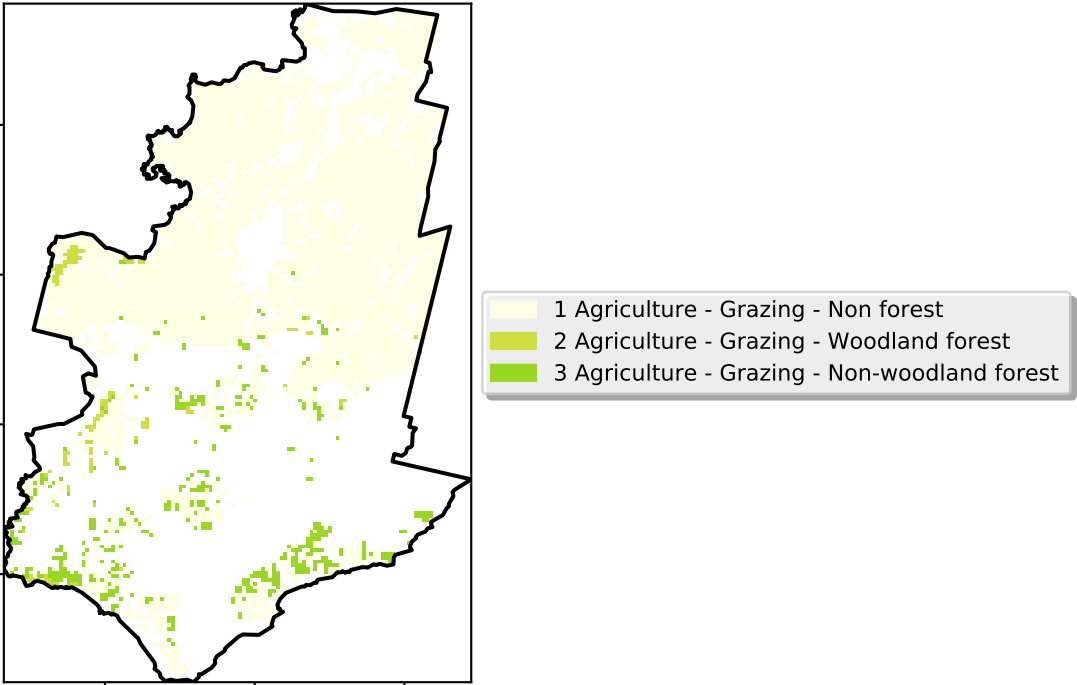 1 Agriculture - Grazing - Non forest
2 Agriculture - Grazing - Woodland forest
3 Agriculture - Grazing - Non-woodland forest